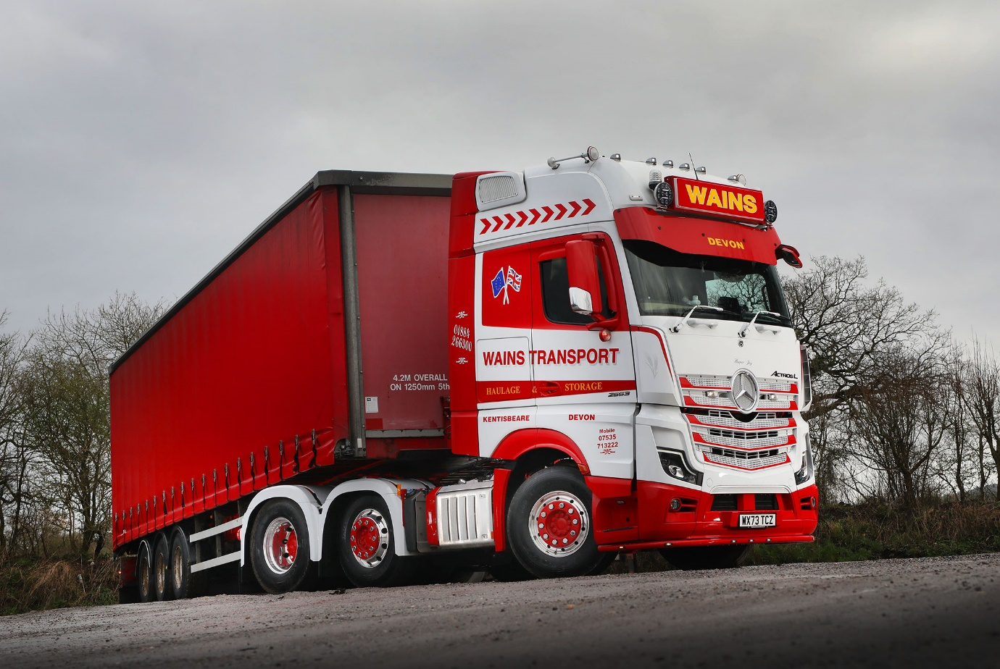 WAINS
DEVON
01884
266300
WAINS TRANSPORT
HAULAGE & STORAGE
2653
KENTISBEARE DEVON
Mobile
07535
713222
4.2M OVERALL
ON 1250mm 5th
ACTROS L
WX73 TCZ